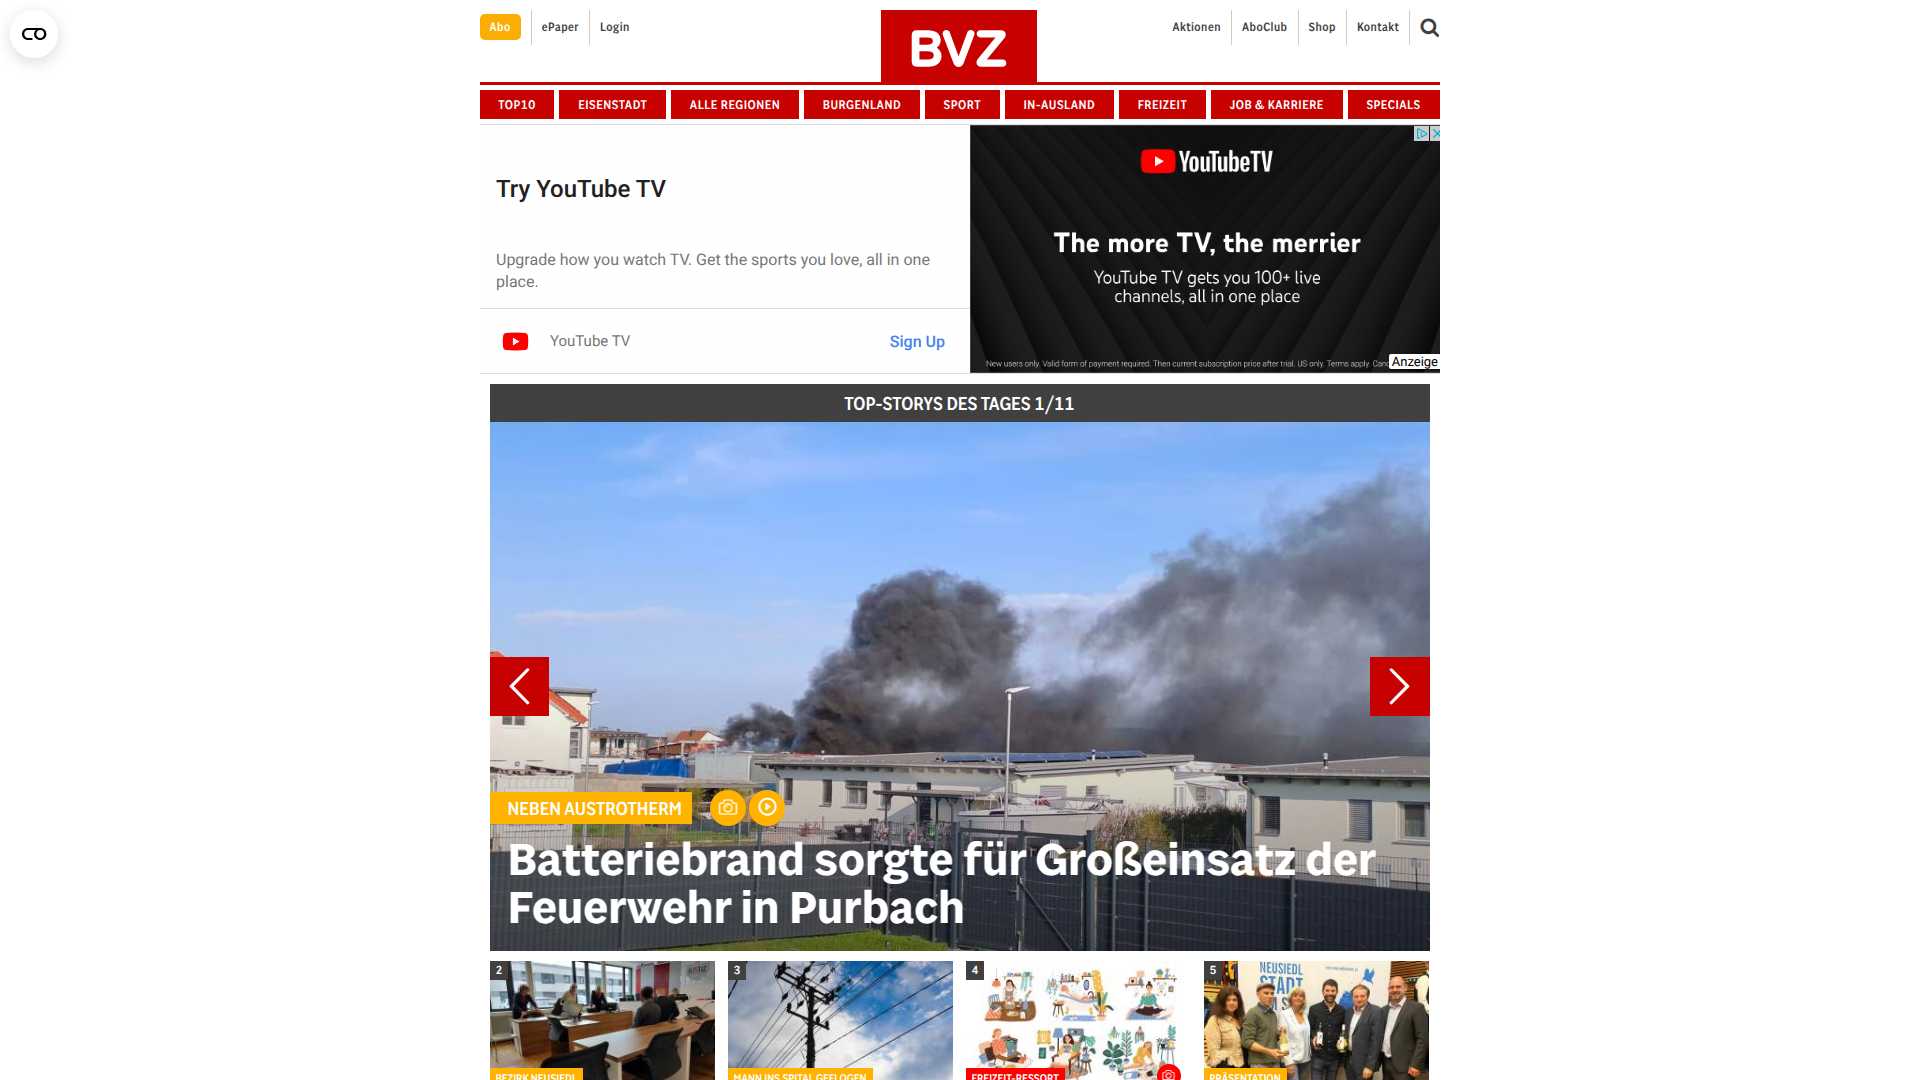 Abo
ePaper
Login
BVZ
Aktionen
AboClub
Shop
Kontakt
TOP10
EISENSTADT
ALLE REGIONEN
BURGENLAND
SPORT
IN-AUSLAND
FREIZEIT
JOB & KARRIERE
SPECIALS
Try YouTube TV
Upgrade how you watch TV. Get the sports you love, all in one
place.
YouTube TV
Sign Up
YouTubeTV
The more TV, the merrier
YouTube TV gets you 100+ live
channels, all in one place
New users only. Valid form of payment required. Then current subscription price after trial. US only. Terms apply.
Anzeige
TOP-STORYS DES TAGES 1/11
NEBEN AUSTROTHERM
Batteriebrand sorgte für Großeinsatz der
Feuerwehr in Purbach
2
BEZIRK NEUSIEDL
3
MANN INS SPITAL GEFLOGEN
4
FREIZEIT-RESSORT
5
NEUSIEDL
STADT
PRÄSENTATION